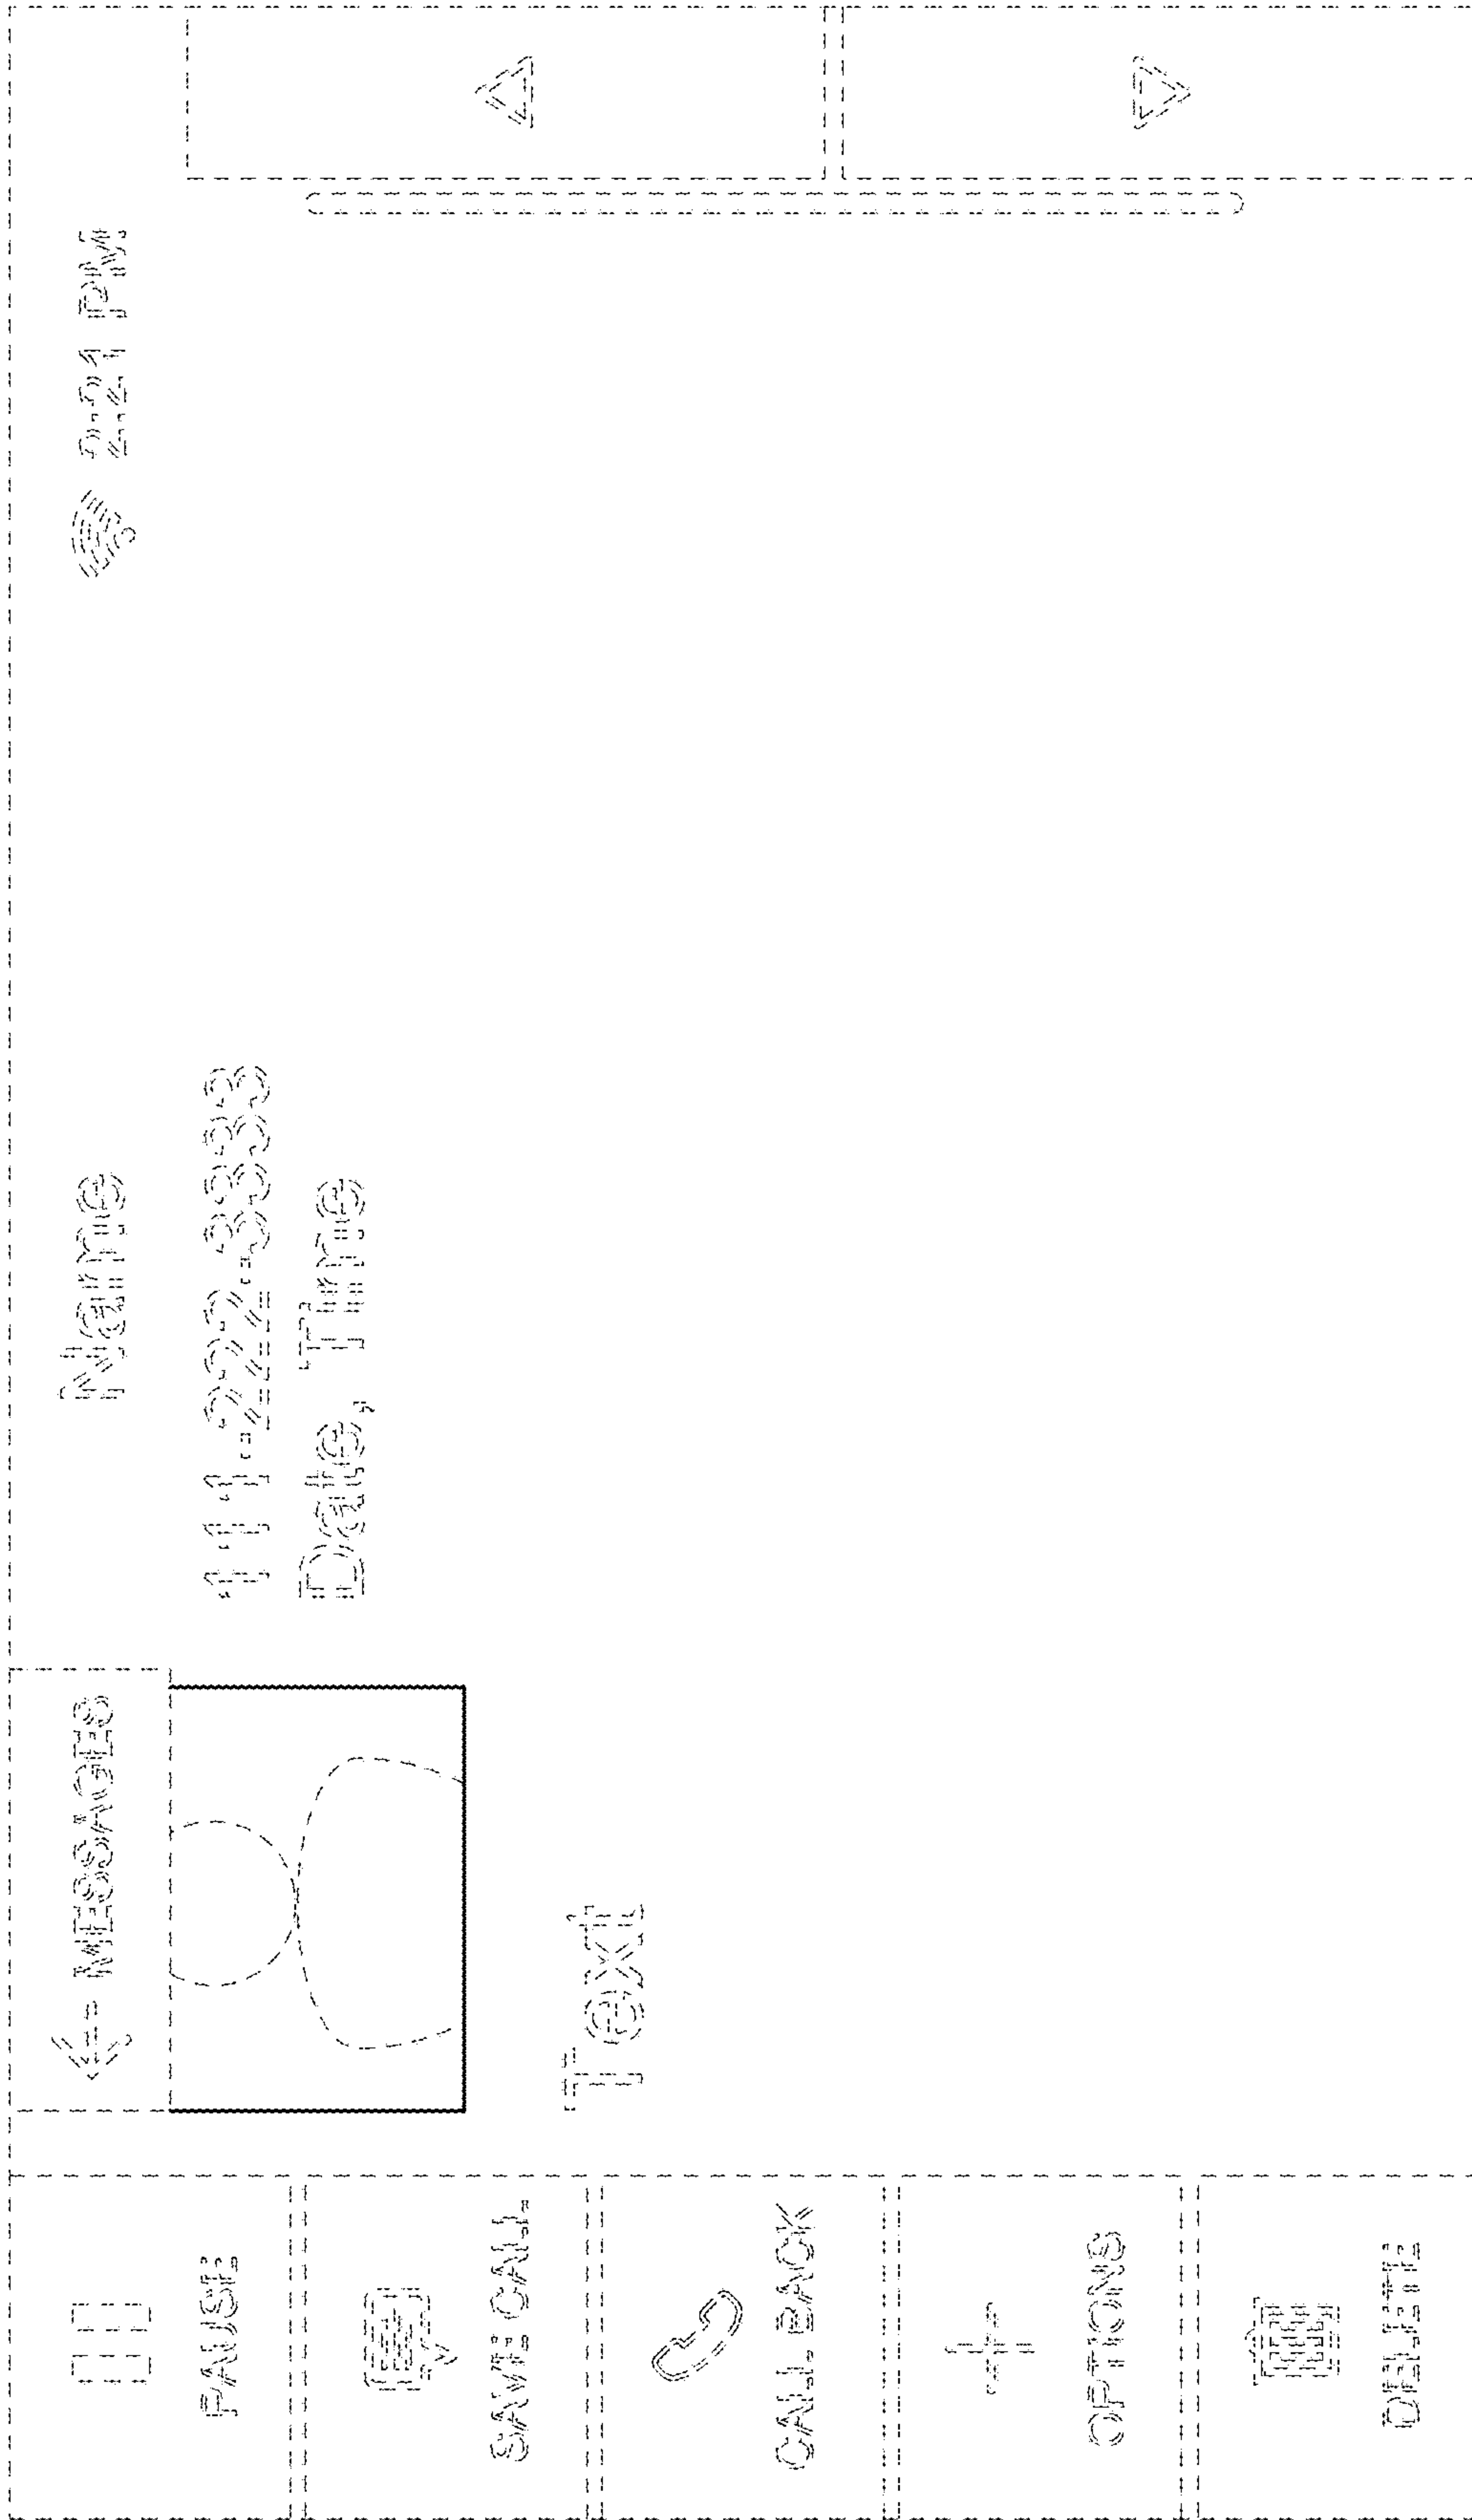 ← MESSAGES
Name
2:21 PM
111-222-3333
Date, Time
Text
PAUSE
SAVE CALL
CALL BACK
OPTIONS
DELETE